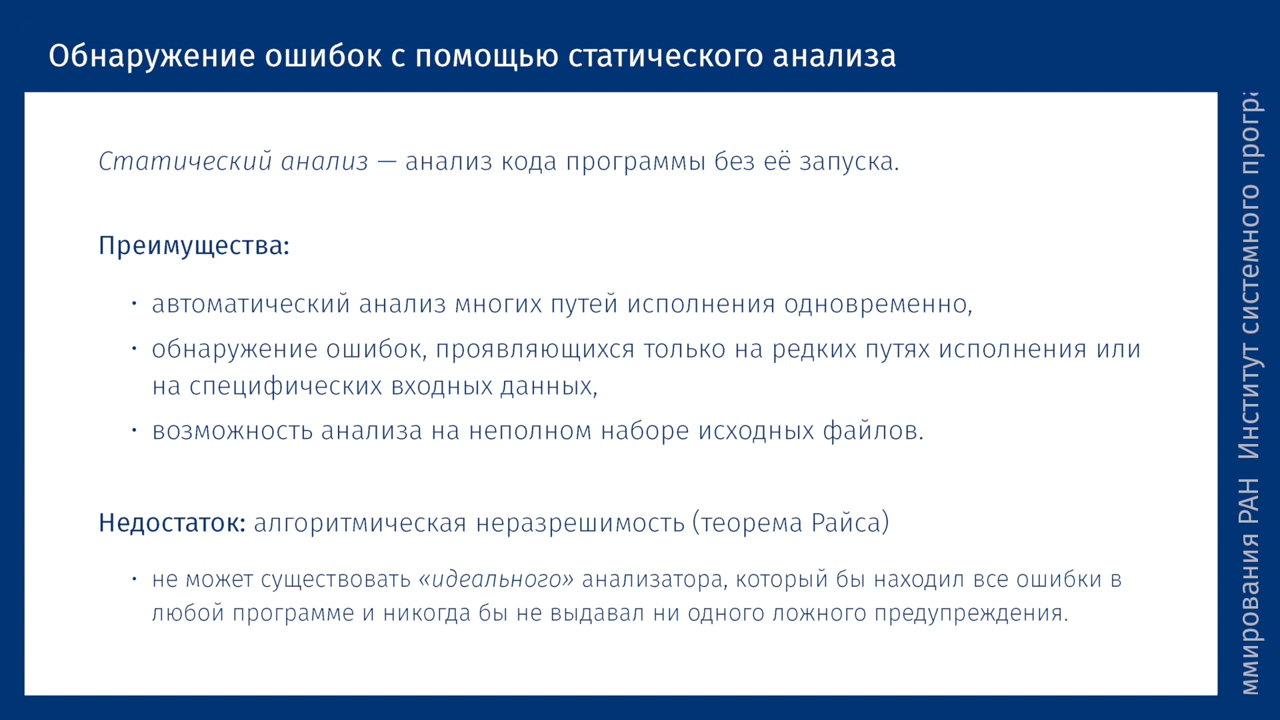 Обнаружение ошибок с помощью статического анализа
Статический анализ — анализ кода программы без её запуска.
Преимущества:
· автоматический анализ многих путей исполнения одновременно,
· обнаружение ошибок, проявляющихся только на редких путях исполнения или
на специфических входных данных,
· возможность анализа на неполном наборе исходных файлов.
Недостаток: алгоритмическая неразрешимость (теорема Райса)
· не может существовать «идеального» анализатора, который бы находил все ошибки в
любой программе и никогда бы не выдавал ни одного ложного предупреждения.
ммирования РАН Институт системного прогр